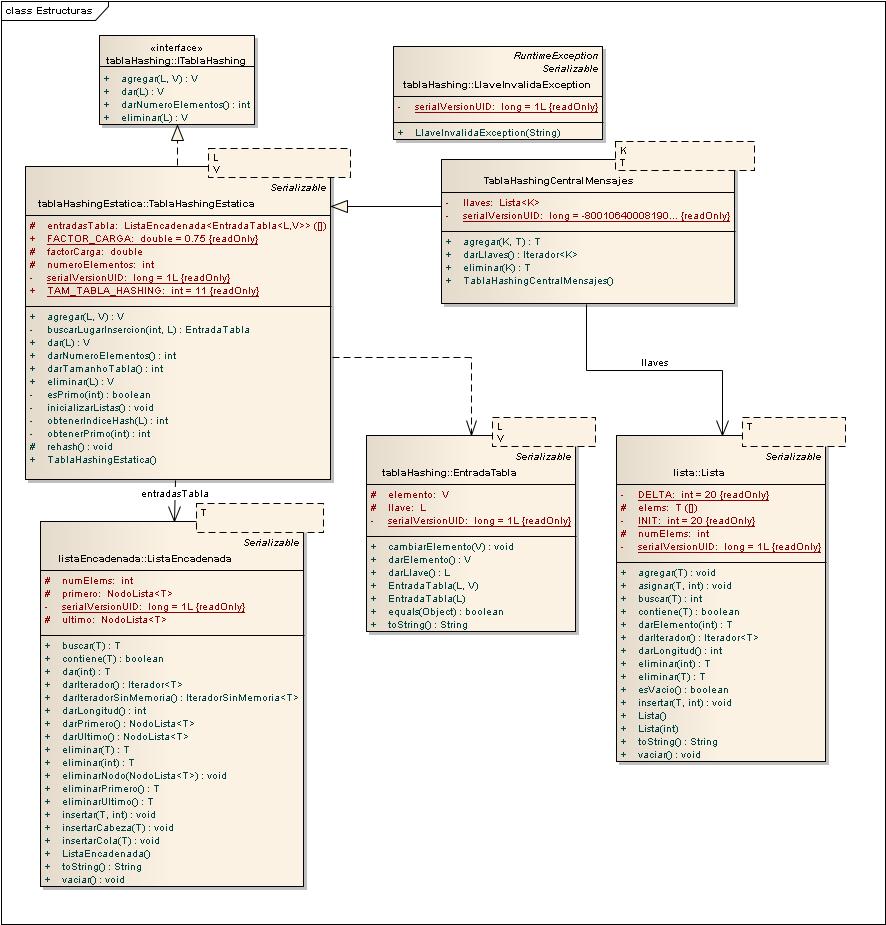 class Estructuras
«interface»
tablaHashing::ITablaHashing
+ agregar(L, V) : V
+ dar(L) : V
+ darNumeroElementos() : int
+ eliminar(L) : V
RuntimeException
Serializable
tablaHashing::LlaveInvalidaException
- serialVersionUID: long = 1L {readOnly}
+ LlaveInvalidaException(String)
L
V
Serializable
tablaHashingEstatica::TablaHashingEstatica
# entradasTabla: ListaEncadenada<EntradaTabla<L,V>> ([])
+ FACTOR_CARGA: double = 0.75 {readOnly}
# factorCarga: double
# numeroElementos: int
- serialVersionUID: long = 1L {readOnly}
+ TAM_TABLA_HASHING: int = 11 {readOnly}
+ agregar(L, V) : V
- buscarLugarInsercion(int, L) : EntradaTabla
+ dar(L) : V
+ darNumeroElementos() : int
+ darTamanhoTabla() : int
+ eliminar(L) : V
- esPrimo(int) : boolean
- inicializarListas() : void
- obtenerIndiceHash(L) : int
- obtenerPrimo(int) : int
# rehash() : void
+ TablaHashingEstatica()
K
T
TablaHashingCentralMensajes
- llaves: Lista<K>
- serialVersionUID: long = -80010640008190... {readOnly}
+ agregar(K, T) : T
+ darLlaves() : Iterador<K>
+ eliminar(K) : T
+ TablaHashingCentralMensajes()
llaves
entradasTabla
L
V
Serializable
tablaHashing::EntradaTabla
# elemento: V
# llave: L
- serialVersionUID: long = 1L {readOnly}
+ cambiarElemento(V) : void
+ darElemento() : V
+ darLlave() : L
+ EntradaTabla(L, V)
+ EntradaTabla(L)
+ equals(Object) : boolean
+ toString() : String
T
Serializable
lista::Lista
- DELTA: int = 20 {readOnly}
# elems: T ([])
- INIT: int = 20 {readOnly}
# numElems: int
- serialVersionUID: long = 1L {readOnly}
+ agregar(T) : void
+ asignar(T, int) : void
+ buscar(T) : int
+ contiene(T) : boolean
+ darElemento(int) : T
+ darIterador() : Iterador<T>
+ darLongitud() : int
+ eliminar(int) : T
+ eliminar(T) : T
+ esVacio() : boolean
+ insertar(T, int) : void
+ Lista()
+ Lista(int)
+ toString() : String
+ vaciar() : void
T
Serializable
listaEncadenada::ListaEncadenada
# numElems: int
# primero: NodoLista<T>
- serialVersionUID: long = 1L {readOnly}
# ultimo: NodoLista<T>
+ buscar(T) : T
+ contiene(T) : boolean
+ dar(int) : T
+ darIterador() : Iterador<T>
+ darIteradorSinMemoria() : IteradorSinMemoria<T>
+ darLongitud() : int
+ darPrimero() : NodoLista<T>
+ darUltimo() : NodoLista<T>
+ eliminar(T) : T
+ eliminar(int) : T
+ eliminarNodo(NodoLista<T>) : void
+ eliminarPrimero() : T
+ eliminarUltimo() : T
+ insertar(T, int) : void
+ insertarCabeza(T) : void
+ insertarCola(T) : void
+ ListaEncadenada()
+ toString() : String
+ vaciar() : void